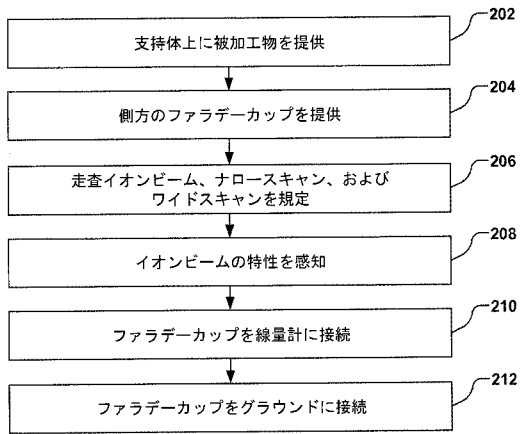 202
支持体上に被加工物を提供
204
側方のファラデーカップを提供
206
走査イオンビーム、ナロースキャン、および
ワイドスキャンを規定
208
イオンビームの特性を感知
210
ファラデーカップを線量計に接続
212
ファラデーカップをグラウンドに接続